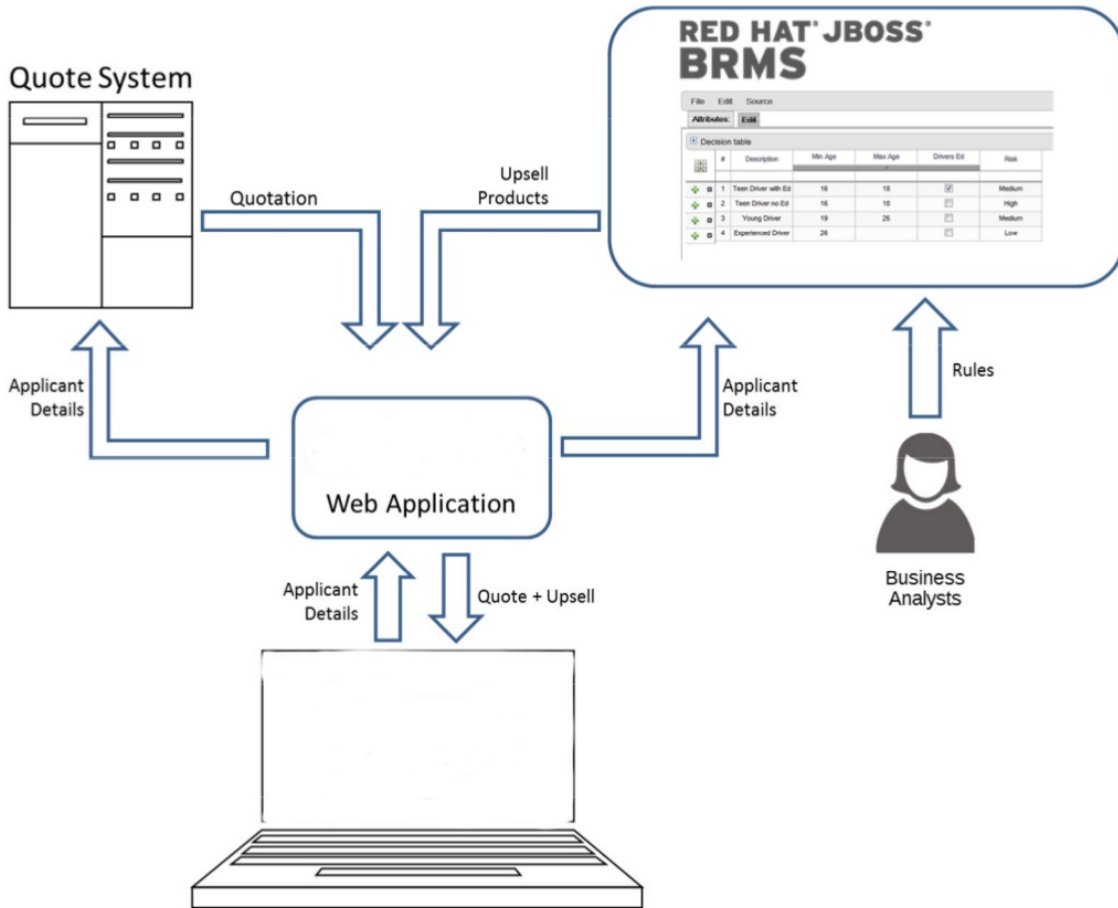 RED HAT® JBOSS®
BRMS
Quote System
File Edit Source
Attributes: Edit
Decision table
# Description Min Age Max Age Drivers Ed Risk
1 Teen Driver with Ed 16 18 Medium
2 Teen Driver no Ed 16 18 High
3 Young Driver 19 25 Medium
4 Experienced Driver 26 Low
Quotation
Upsell
Products
Applicant
Details
Applicant
Details
Rules
Web Application
Applicant
Details
Quote + Upsell
Business
Analysts